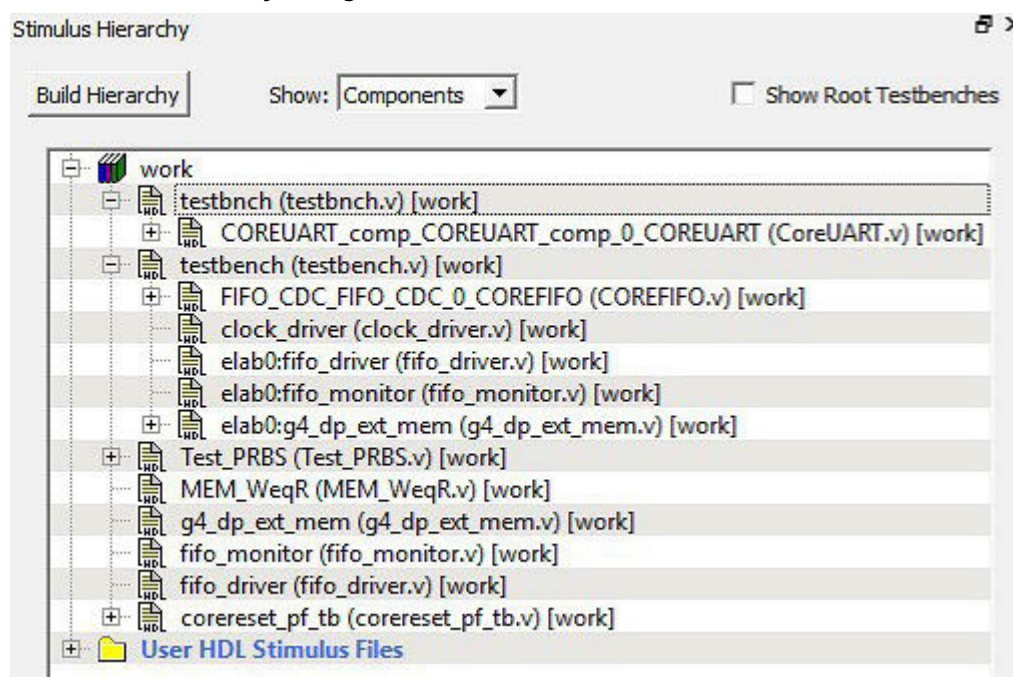 Stimulus Hierarchy
Build Hierarchy Show: Components Show Root Testbenches
work
testbnch (testbnch.v) [work]
COREUART_comp_COREUART_comp_0_COREUART (CoreUART.v) [work]
testbench (testbench.v) [work]
FIFO_CDC_FIFO_CDC_0_COREFIFO (COREFIFO.v) [work]
clock_driver (clock_driver.v) [work]
elab0:fifo_driver (fifo_driver.v) [work]
elab0:fifo_monitor (fifo_monitor.v) [work]
elab0:g4_dp_ext_mem (g4_dp_ext_mem.v) [work]
Test_PRBS (Test_PRBS.v) [work]
MEM_WeqR (MEM_WeqR.v) [work]
g4_dp_ext_mem (g4_dp_ext_mem.v) [work]
fifo_monitor (fifo_monitor.v) [work]
fifo_driver (fifo_driver.v) [work]
corereset_pf_tb (corereset_pf_tb.v) [work]
User HDL Stimulus Files